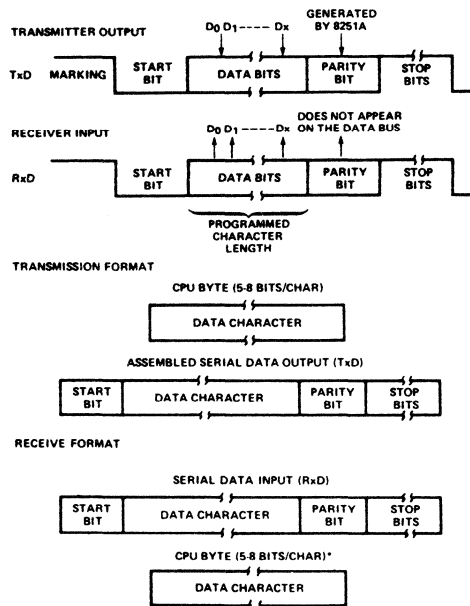 TRANSMITTER OUTPUT
D0 D1 ----- Dx
GENERATED
BY 8251A
TxD
MARKING
START
BIT
DATA BITS
PARITY
BIT
STOP
BITS
RECEIVER INPUT
D0 D1 ----- Dx
DOES NOT APPEAR
ON THE DATA BUS
RxD
START
BIT
DATA BITS
PARITY
BIT
STOP
BITS
PROGRAMMED
CHARACTER
LENGTH
TRANSMISSION FORMAT
CPU BYTE (5-8 BITS/CHAR)
DATA CHARACTER
ASSEMBLED SERIAL DATA OUTPUT (TxD)
START
BIT
DATA CHARACTER
PARITY
BIT
STOP
BITS
RECEIVE FORMAT
SERIAL DATA INPUT (RxD)
START
BIT
DATA CHARACTER
PARITY
BIT
STOP
BITS
CPU BYTE (5-8 BITS/CHAR)*
DATA CHARACTER